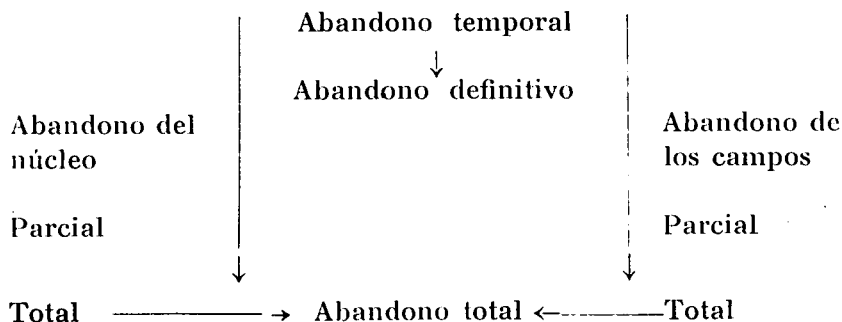 Abandono temporal
Abandono definitivo
Abandono del
núcleo
Parcial
Abandono de
los campos
Parcial
Total Abandono total Total